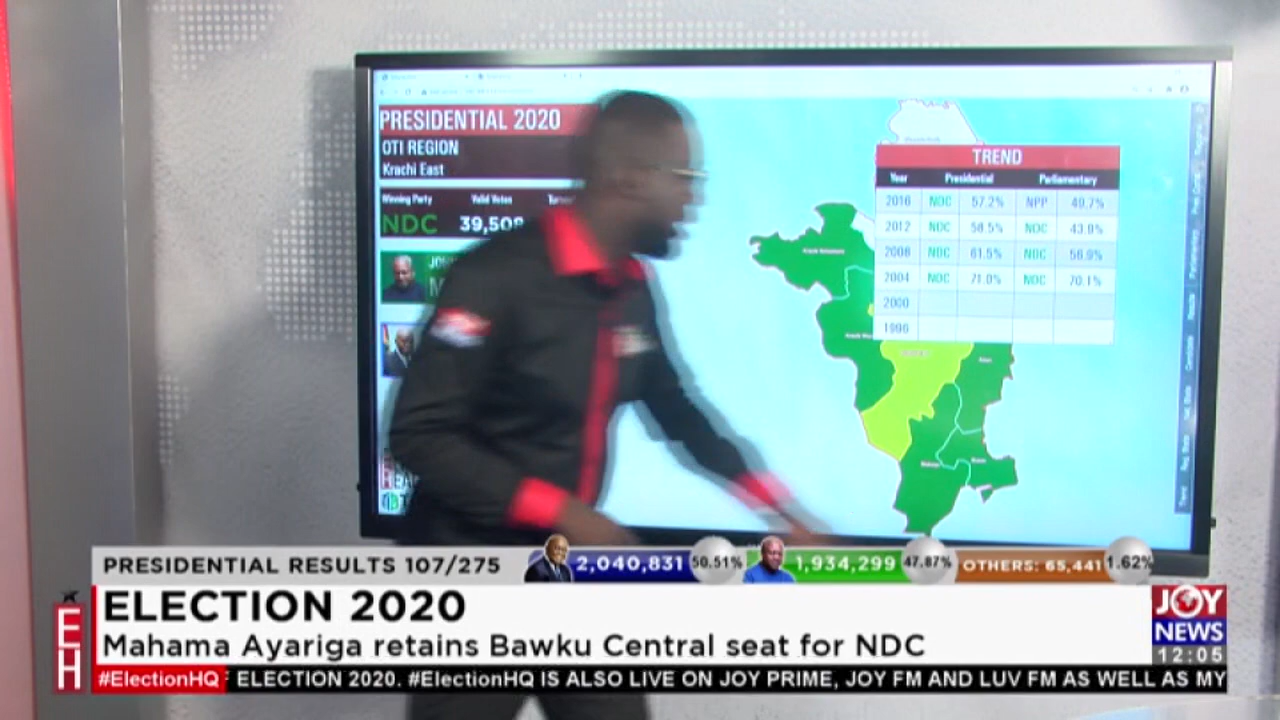 PRESIDENTIAL 2020
OTI REGION
Krachi East
Winning Party Valid Votes
NDC 39,508
TREND
Year Presidential Parliamentary
2016 NDC 57.2% NPP 49.7%
2012 NDC 58.5% NDC 43.8%
2008 NDC 61.5% NDC 56.9%
2004 NDC 71.0% NDC 70.1%
2000
1996
PRESIDENTIAL RESULTS 107/275 2,040,831 50.51% 1,934,299 47.87% OTHERS: 65,441 1.62%
EH
ELECTION 2020
Mahama Ayariga retains Bawku Central seat for NDC
JOY
NEWS
12:05
#ElectionHQ ELECTION 2020. #ElectionHQ IS ALSO LIVE ON JOY PRIME, JOY FM AND LUV FM AS WELL AS MY